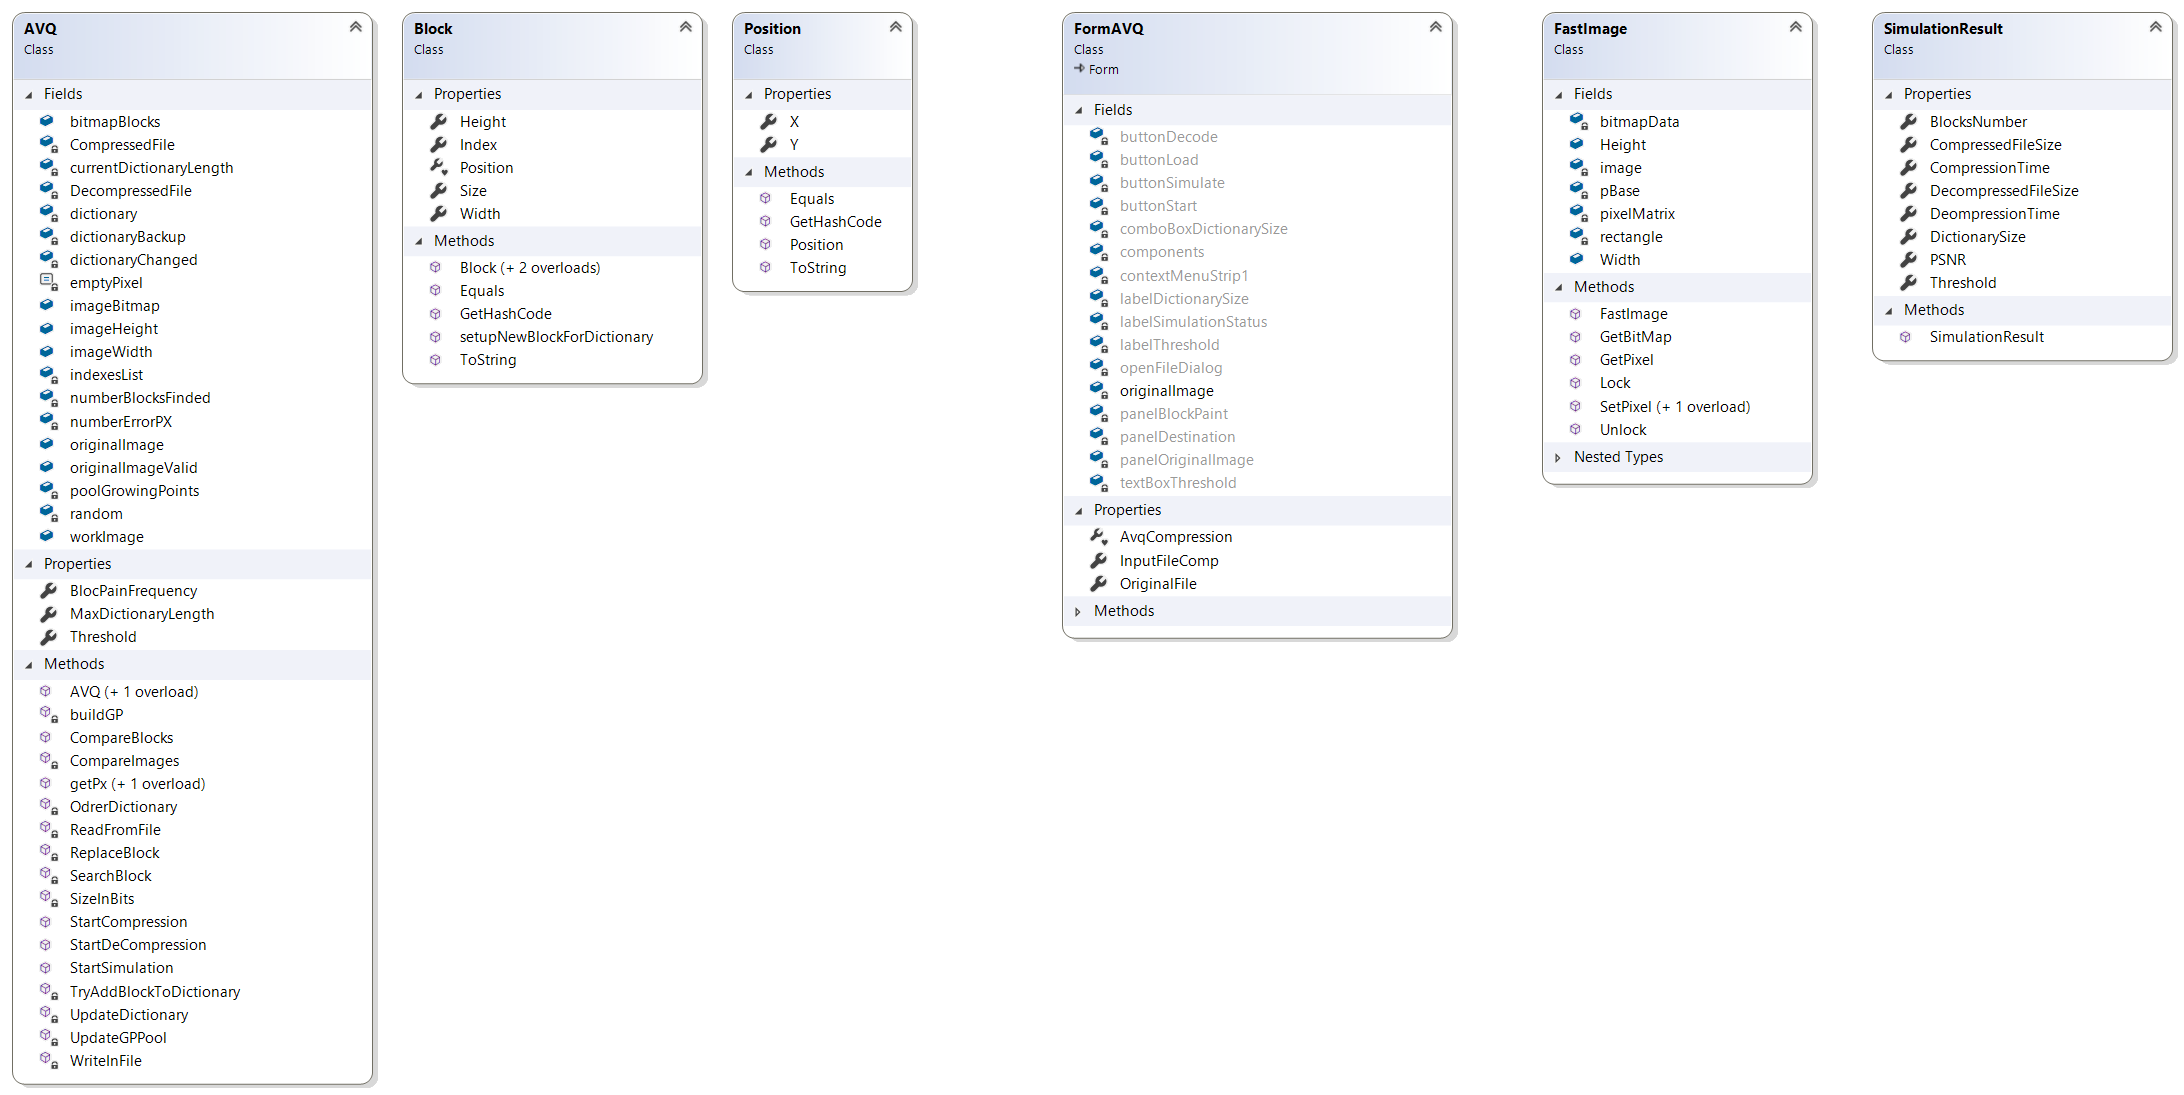 AVQ
Class
Fields
bitmapBlocks
CompressedFile
currentDictionaryLength
DecompressedFile
dictionary
dictionaryBackup
dictionaryChanged
emptyPixel
imageBitmap
imageHeight
imageWidth
indexesList
numberBlocksFinded
numberErrorPX
originalImage
originalImageValid
poolGrowingPoints
random
workImage
Properties
BlocPainFrequency
MaxDictionaryLength
Threshold
Methods
AVQ (+ 1 overload)
buildGP
CompareBlocks
CompareImages
getPx (+ 1 overload)
OdrerDictionary
ReadFromFile
ReplaceBlock
SearchBlock
SizeInBits
StartCompression
StartDeCompression
StartSimulation
TryAddBlockToDictionary
UpdateDictionary
UpdateGPPool
WriteInFile
Block
Class
Properties
Height
Index
Position
Size
Width
Methods
Block (+ 2 overloads)
Equals
GetHashCode
setupNewBlockForDictionary
ToString
Position
Class
Properties
X
Y
Methods
Equals
GetHashCode
Position
ToString
FormAVQ
Class
Form
Fields
buttonDecode
buttonLoad
buttonSimulate
buttonStart
comboBoxDictionarySize
components
contextMenuStrip1
labelDictionarySize
labelSimulationStatus
labelThreshold
openFileDialog
originalImage
panelBlockPaint
panelDestination
panelOriginalImage
textBoxThreshold
Properties
AvqCompression
InputFileComp
OriginalFile
Methods
FastImage
Class
Fields
bitmapData
Height
image
pBase
pixelMatrix
rectangle
Width
Methods
FastImage
GetBitMap
GetPixel
Lock
SetPixel (+ 1 overload)
Unlock
Nested Types
SimulationResult
Class
Properties
BlocksNumber
CompressedFileSize
CompressionTime
DecompressedFileSize
DeompressionTime
DictionarySize
PSNR
Threshold
Methods
SimulationResult